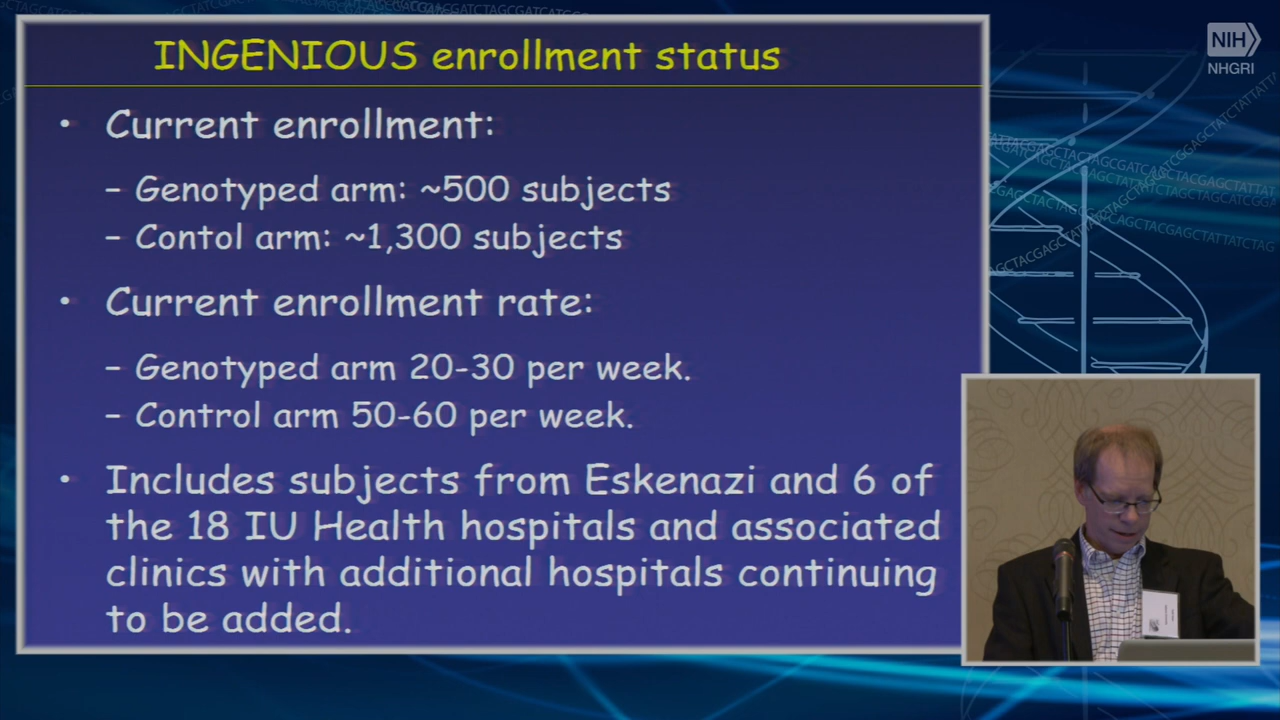 INGENIOUS enrollment status
• Current enrollment:
– Genotyped arm: ~500 subjects
– Contol arm: ~1,300 subjects
• Current enrollment rate:
– Genotyped arm 20-30 per week.
– Control arm 50-60 per week.
• Includes subjects from Eskenazi and 6 of
the 18 IU Health hospitals and associated
clinics with additional hospitals continuing
to be added.
NIH
NHGRI